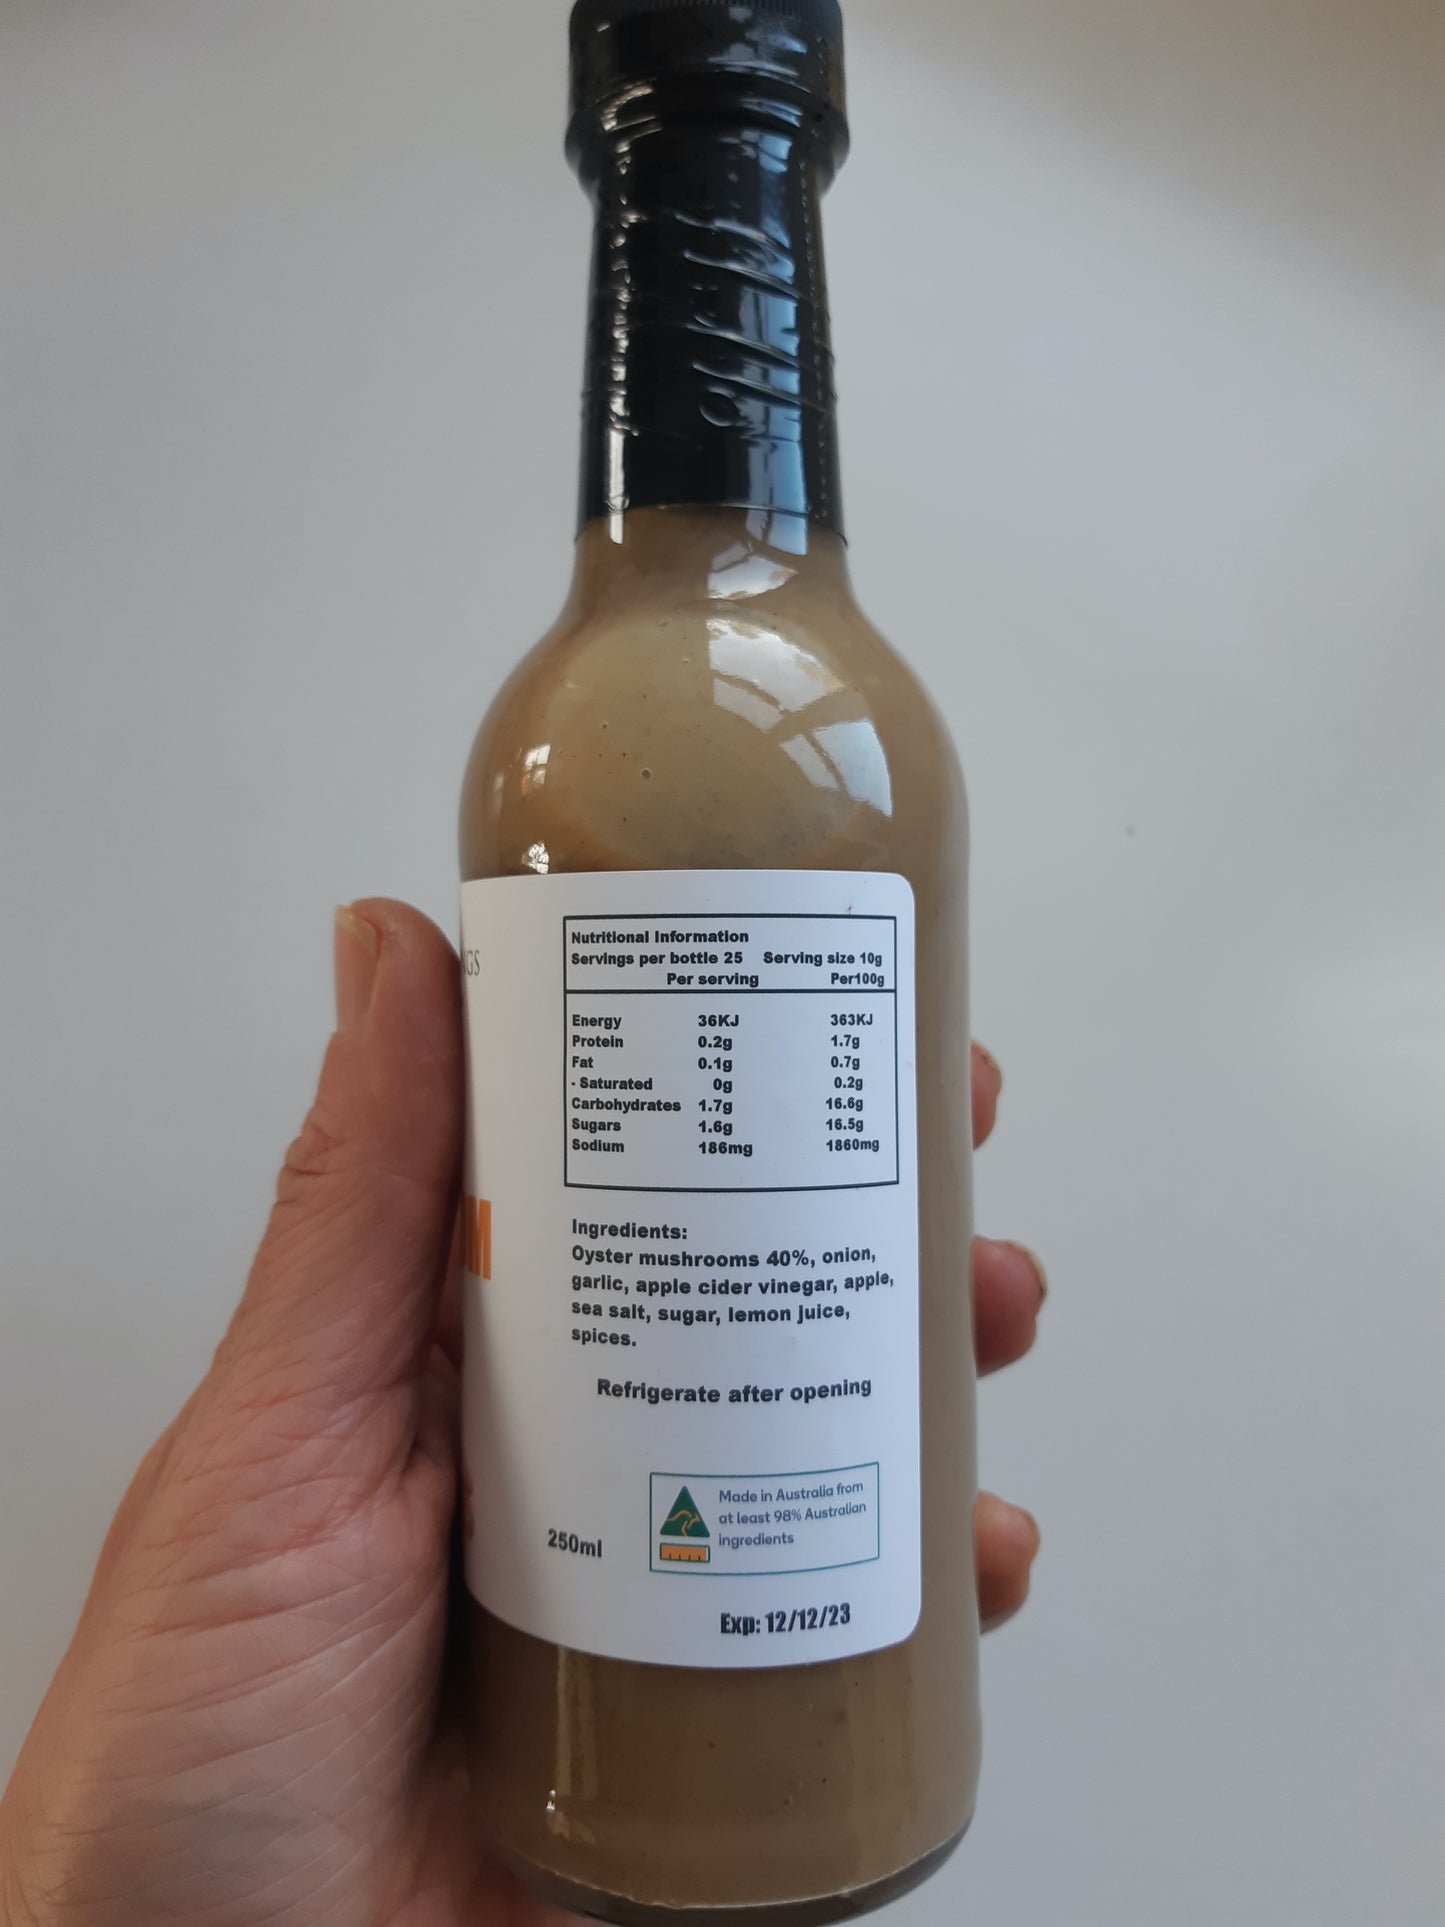 Nutritional Information
Servings per bottle 25 Serving size 10g
Per serving Per100g
Energy 36KJ 363KJ
Protein 0.2g 1.7g
Fat 0.1g 0.7g
- Saturated 0g 0.2g
Carbohydrates 1.7g 16.6g
Sugars 1.6g 16.5g
Sodium 186mg 1860mg
Ingredients:
Oyster mushrooms 40%, onion,
garlic, apple cider vinegar, apple,
sea salt, sugar, lemon juice,
spices.
Refrigerate after opening
Made in Australia from
at least 98% Australian
ingredients
250ml
Exp: 12/12/23